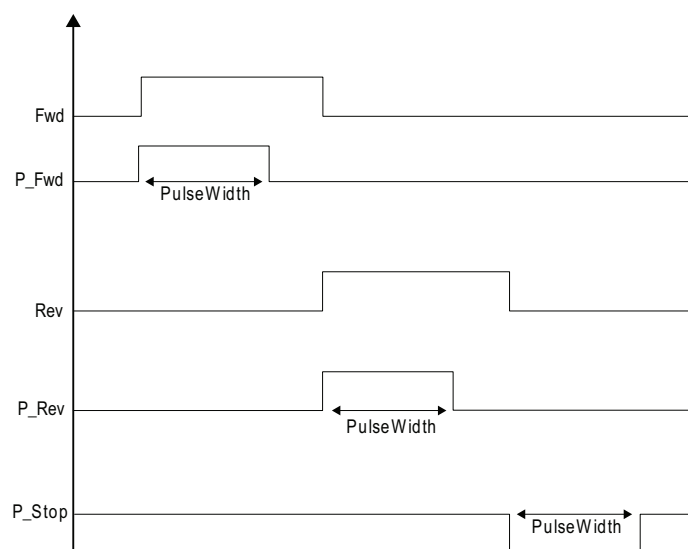 Fwd
P_Fwd
PulseWidth
Rev
P_Rev
PulseWidth
P_Stop
PulseWidth